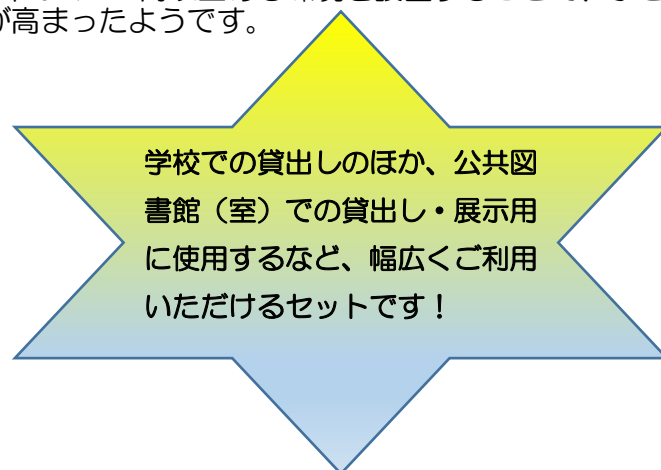 が高まったようです。
学校での貸出しのほか、公共図
書館（室）での貸出し・展示用
に使用するなど、幅広くご利用
いただけるセットです！